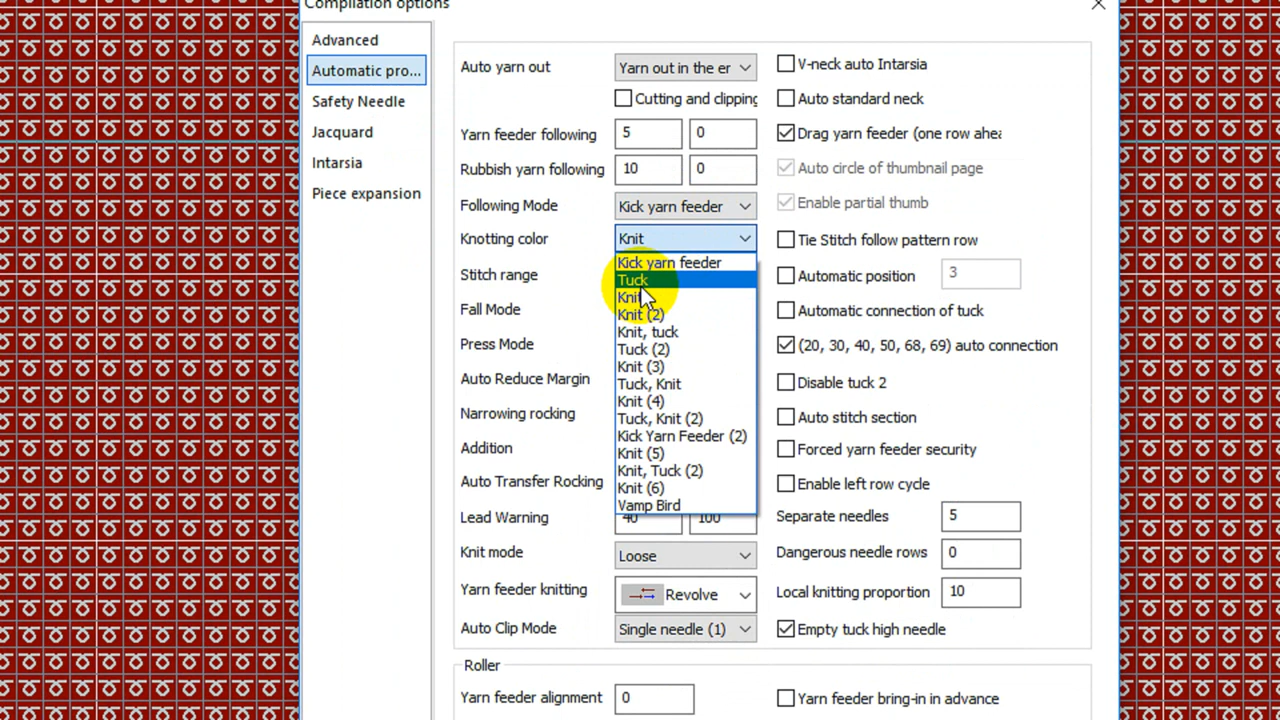 Compilation options
Advanced
Automatic pro...
Safety Needle
Jacquard
Intarsia
Piece expansion
Auto yarn out
Yarn out in the er
V-neck auto Intarsia
Cutting and clipping
Auto standard neck
Yarn feeder following
5
0
Drag yarn feeder (one row ahea
Rubbish yarn following
10
0
Auto circle of thumbnail page
Following Mode
Kick yarn feeder
Enable partial thumb
Knotting color
Knit
Tie Stitch follow pattern row
Kick yarn feeder
Tuck
Knit
Knit (2)
Knit, tuck
Tuck (2)
Knit (3)
Tuck, Knit
Knit (4)
Tuck, Knit (2)
Kick Yarn Feeder (2)
Knit (5)
Knit, Tuck (2)
Knit (6)
Vamp Bird
Stitch range
Automatic position
3
Fall Mode
Automatic connection of tuck
Press Mode
(20, 30, 40, 50, 68, 69) auto connection
Auto Reduce Margin
Disable tuck 2
Narrowing rocking
Auto stitch section
Addition
Forced yarn feeder security
Auto Transfer Rocking
Enable left row cycle
Lead Warning
40
100
Separate needles
5
Knit mode
Loose
Dangerous needle rows
0
Yarn feeder knitting
Revolve
Local knitting proportion
10
Auto Clip Mode
Single needle (1)
Empty tuck high needle
Roller
Yarn feeder alignment
0
Yarn feeder bring-in in advance